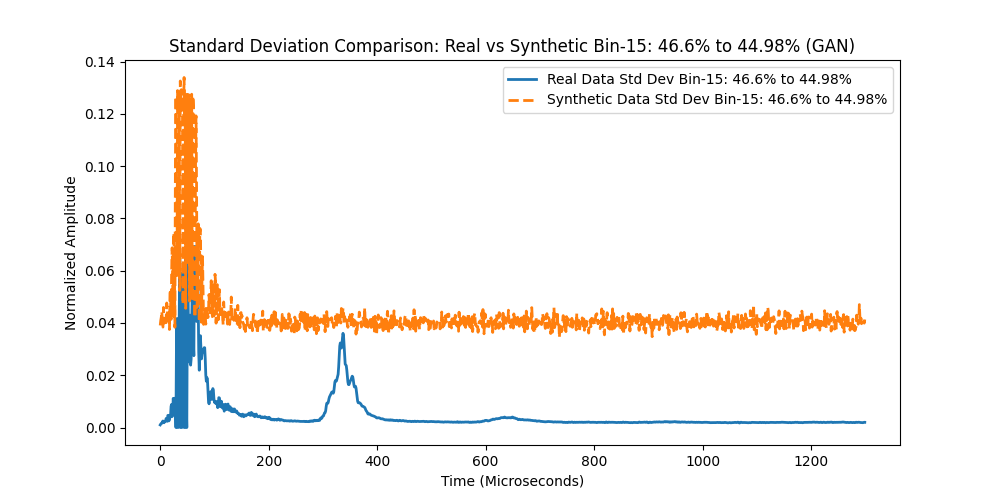 Standard Deviation Comparison: Real vs Synthetic Bin-15: 46.6% to 44.98% (GAN)
Real Data Std Dev Bin-15: 46.6% to 44.98%
Synthetic Data Std Dev Bin-15: 46.6% to 44.98%
Normalized Amplitude
0.14
0.12
0.10
0.08
0.06
0.04
0.02
0.00
0 200 400 600 800 1000 1200
Time (Microseconds)